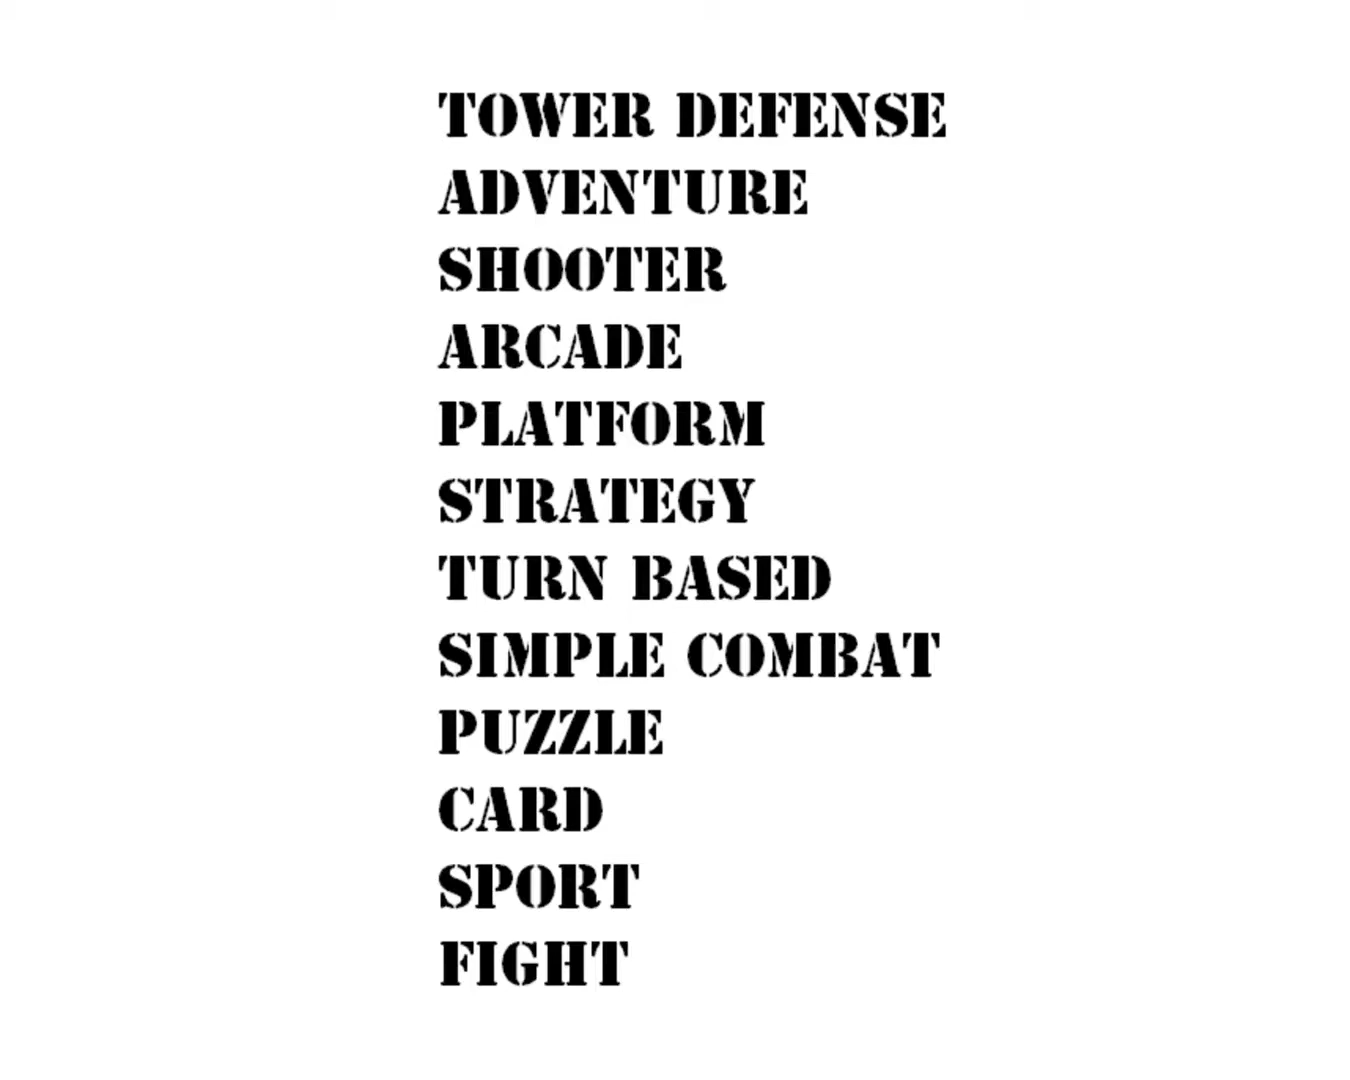 TOWER DEFENSE
ADVENTURE
SHOOTER
ARCADE
PLATFORM
STRATEGY
TURN BASED
SIMPLE COMBAT
PUZZLE
CARD
SPORT
FIGHT